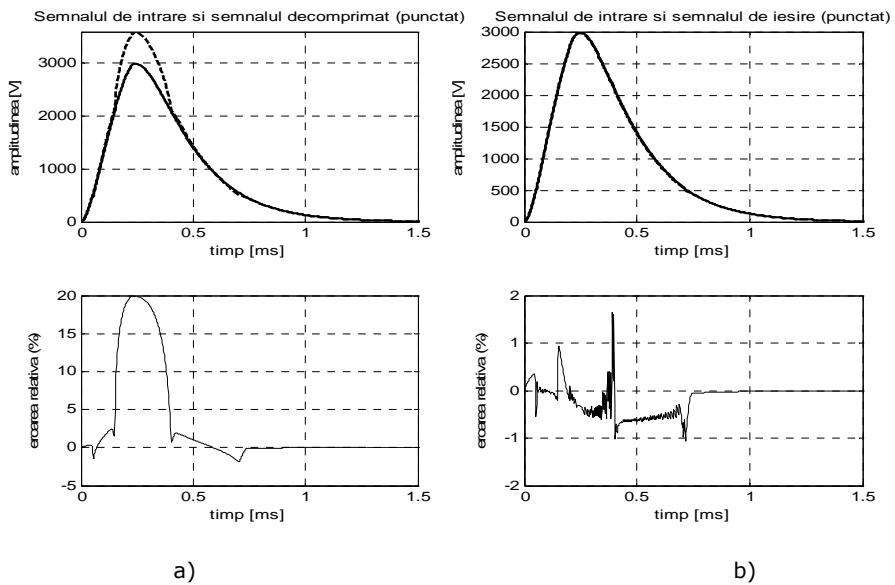 Semnalul de intrare si semnalul decomprimat (punctat)
amplitudinea [V]
3000
2000
1000
0
0 0.5 1 1.5
timp [ms]
Semnalul de intrare si semnalul de iesire (punctat)
amplitudinea [V]
3000
2500
2000
1500
1000
500
0
0 0.5 1 1.5
timp [ms]
eroarea relativa (%)
20
15
10
5
0
-5
0 0.5 1 1.5
timp [ms]
eroarea relativa (%)
2
1
0
-1
-2
0 0.5 1 1.5
timp [ms]
a)
b)